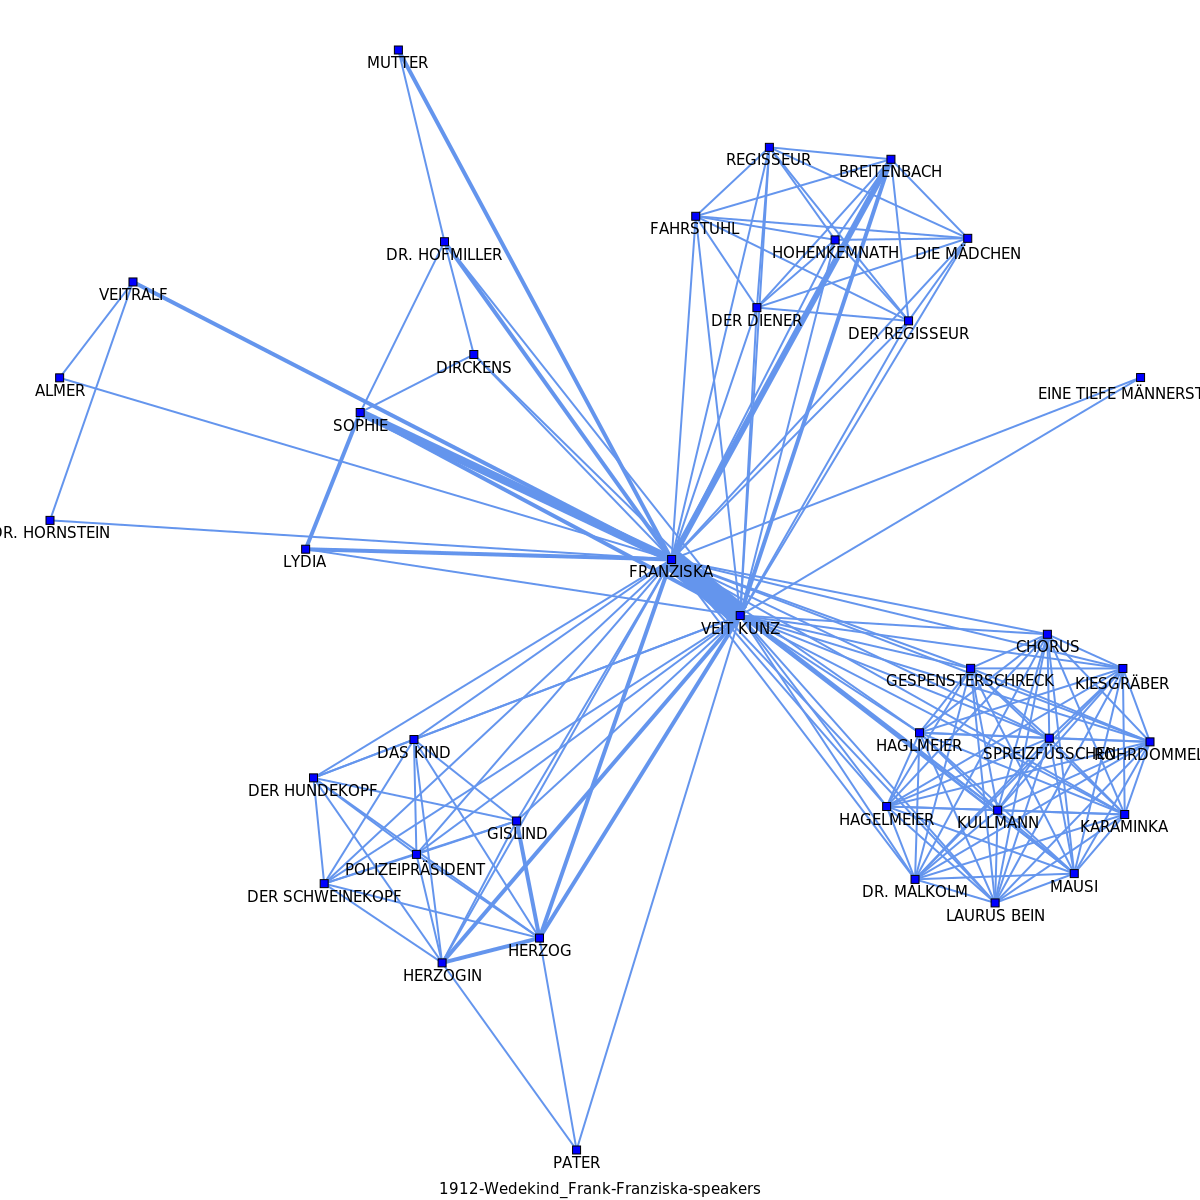 MUTTER
REGISSEUR
BREITENBACH
FAHRSTUHL
HOHENKEMNATH
DIE MÄDCHEN
DR. HOFMILLER
VEITRALF
DER DIENER
DER REGISSEUR
DIRCKENS
ALMER
EINE TIEFE MÄNNERST
SOPHIE
DR. HORNSTEIN
LYDIA
FRANZISKA
VEIT KUNZ
CHORUS
GESPENSTERSCHRECK
KIESGRÄBER
HAGLMEIER
SPREIZFÜSSCHEN
ROHRDOMMEL
DAS KIND
DER HUNDEKOPF
HAGELMEIER
KULLMANN
KARAMINKA
GISLIND
POLIZEIPRÄSIDENT
DER SCHWEINEKOPF
DR. MALKOLM
MAUSI
LAURUS BEIN
HERZOG
HERZOGIN
PATER
1912-Wedekind_Frank-Franziska-speakers